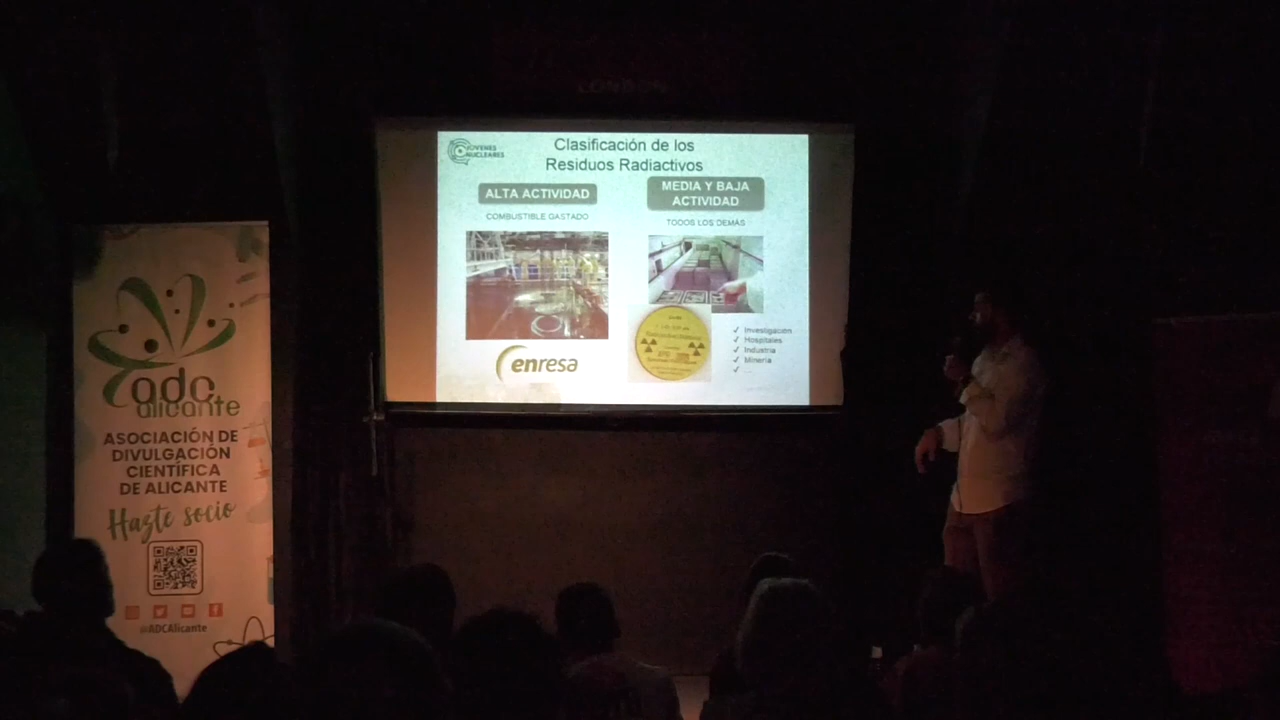 LONDON
JÓVENES
NUCLEARES
Clasificación de los
Residuos Radiactivos
ALTA ACTIVIDAD
COMBUSTIBLE GASTADO
MEDIA Y BAJA
ACTIVIDAD
TODOS LOS DEMÁS
enresa
✓ Investigación
✓ Hospitales
✓ Industria
✓ Minería
✓ ...
adc
alicante
ASOCIACIÓN DE
DIVULGACIÓN
CIENTÍFICA
DE ALICANTE
Hazte socio
@ADCAlicante